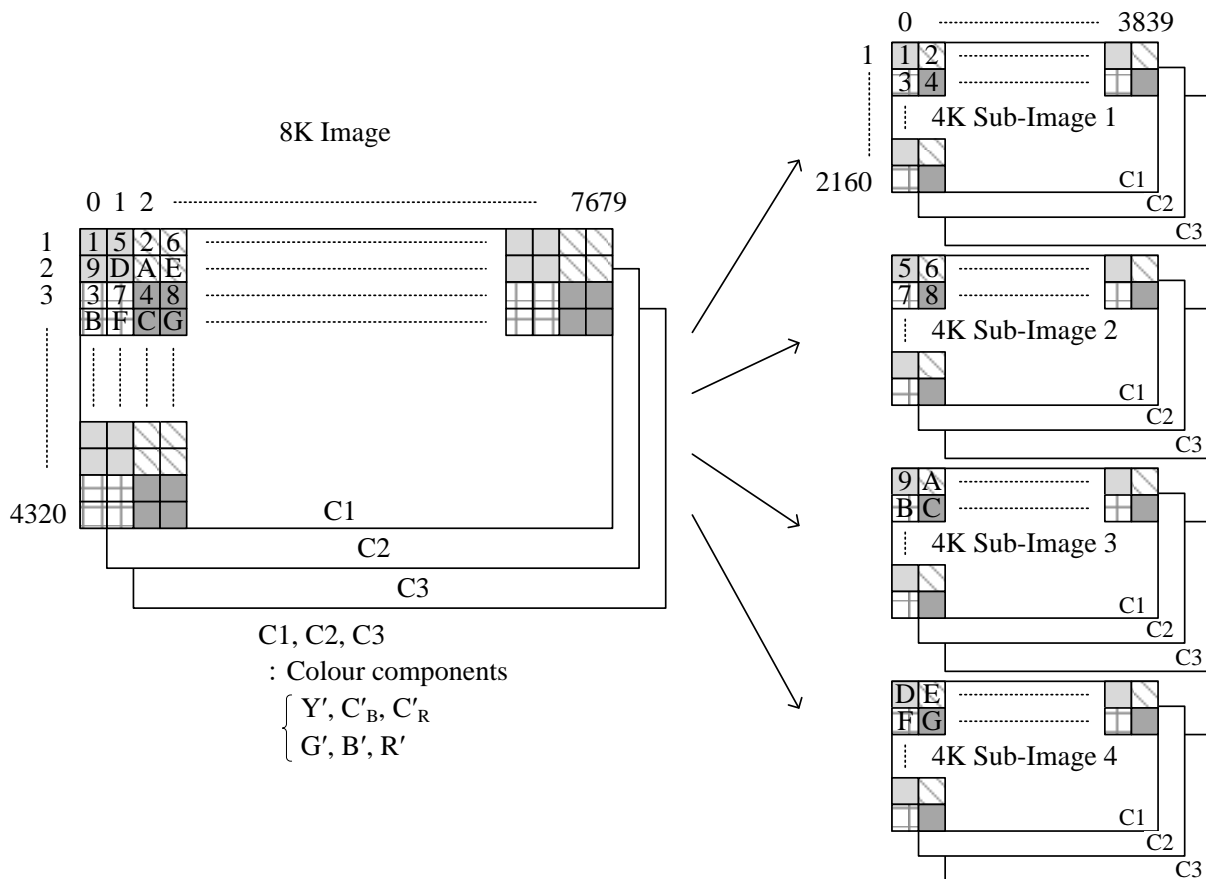 8K Image
0 1 2 7679
1 1 5 2 6
2 9 D A E
3 3 7 4 8
B F C G
4320
C1
C2
C3
C1, C2, C3
: Colour components
Y′, C′B, C′R
G′, B′, R′
0 3839
1 1 2
3 4
4K Sub-Image 1
2160
C1
C2
C3
5 6
7 8
4K Sub-Image 2
C1
C2
C3
9 A
B C
4K Sub-Image 3
C1
C2
C3
D E
F G
4K Sub-Image 4
C1
C2
C3